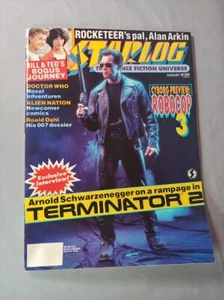 ROCKETEER's pal, Alan Arkin
BILL & TED'S
BOGUS
JOURNEY
STARLOG
THE SCIENCE FICTION UNIVERSE
AUGUST
DOCTOR WHO
Novel
adventures
ALIEN NATION
Newcomer
comics
Roald Dahl
His 007 dossier
CYBORG PREVIEW:
ROBOCOP
3
Exclusive
interview!
Arnold Schwarzenegger on a rampage in
TERMINATOR 2